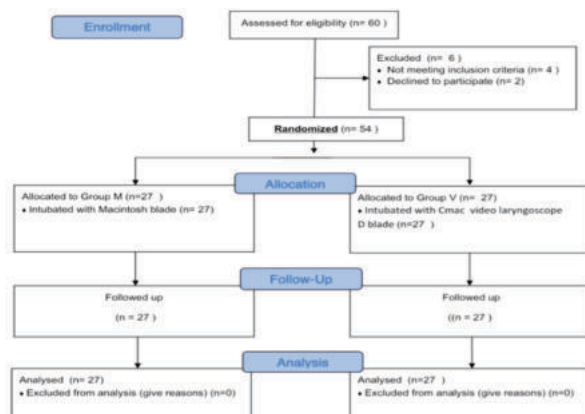 Enrollment
Assessed for eligibility (n= 60)
Excluded (n= 6)
• Not meeting inclusion criteria (n= 4 )
• Declined to participate (n= 2)
Randomized (n= 54 )
Allocation
Allocated to Group M (n=27 )
• Intubated with Macintosh blade (n= 27)
Allocated to Group V (n= 27)
• Intubated with Cmac video laryngoscope
D blade (n=27 )
Follow-Up
Followed up
(n = 27 )
Followed up
((n = 27 )
Analysis
Analysed (n= 27)
• Excluded from analysis (give reasons) (n=0)
Analysed (n=27 )
• Excluded from analysis (give reasons) (n=0)